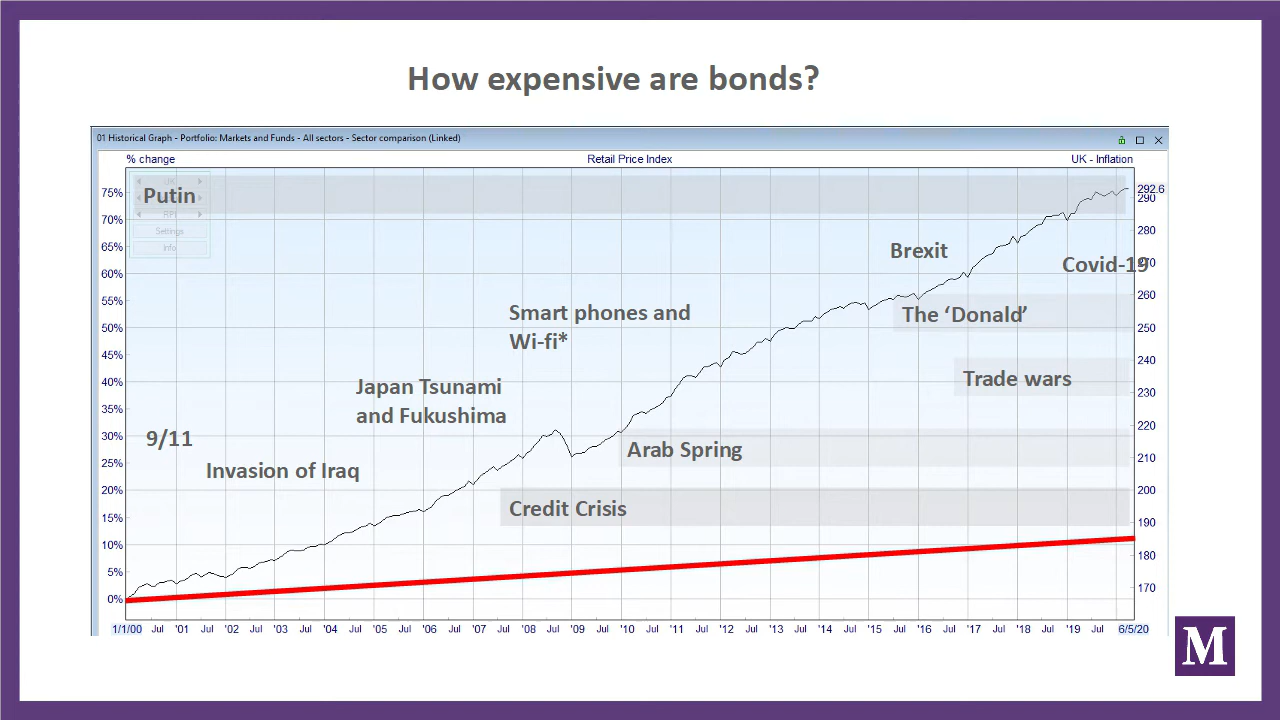 How expensive are bonds?
01 Historical Graph - Portfolio: Markets and Funds - All sectors - Sector comparison (Linked)
% change Retail Price Index UK - Inflation
Putin
RPI
Settings
Info
75%
70%
65%
60%
55%
50%
45%
40%
35%
30%
25%
20%
15%
10%
5%
0%
292.6
290
280
270
260
250
240
230
220
210
200
190
180
170
Brexit
Covid-19
Smart phones and
Wi-fi*
The ‘Donald’
Japan Tsunami
and Fukushima
Trade wars
9/11
Invasion of Iraq
Arab Spring
Credit Crisis
1/1/00 Jul '01 Jul '02 Jul '03 Jul '04 Jul '05 Jul '06 Jul '07 Jul '08 Jul '09 Jul '10 Jul '11 Jul '12 Jul '13 Jul '14 Jul '15 Jul '16 Jul '17 Jul '18 Jul '19 Jul 6/5/20
M